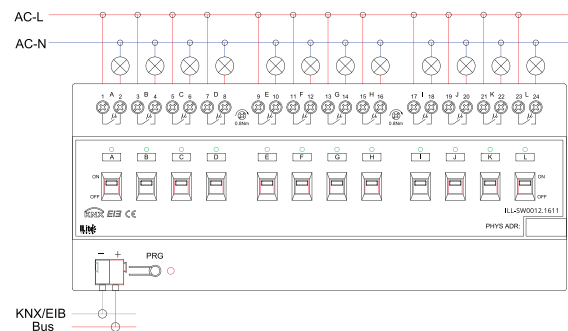 AC-L
AC-N
1 A 2 3 B 4 5 C 6 7 D 8 9 E 10 11 F 12 13 G 14 15 H 16 17 I 18 19 J 20 21 K 22 23 L 24
0.8Nm 0.8Nm
A B C D E F G H I J K L
ON ON
OFF OFF
KNX EIB CE ILL-SW0012.1611
PHYS ADR:
− + PRG
KNX/EIB
Bus